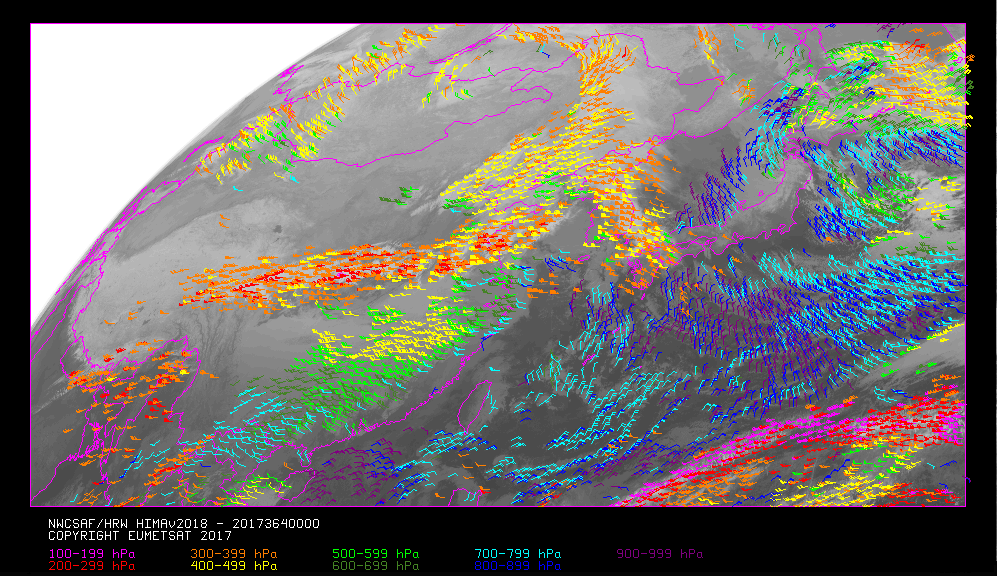 NWCSAF/HRW HIMAv2018 - 20173640000
COPYRIGHT EUMETSAT 2017
100-199 hPa 300-399 hPa 500-599 hPa 700-799 hPa 900-999 hPa
200-299 hPa 400-499 hPa 600-699 hPa 800-899 hPa